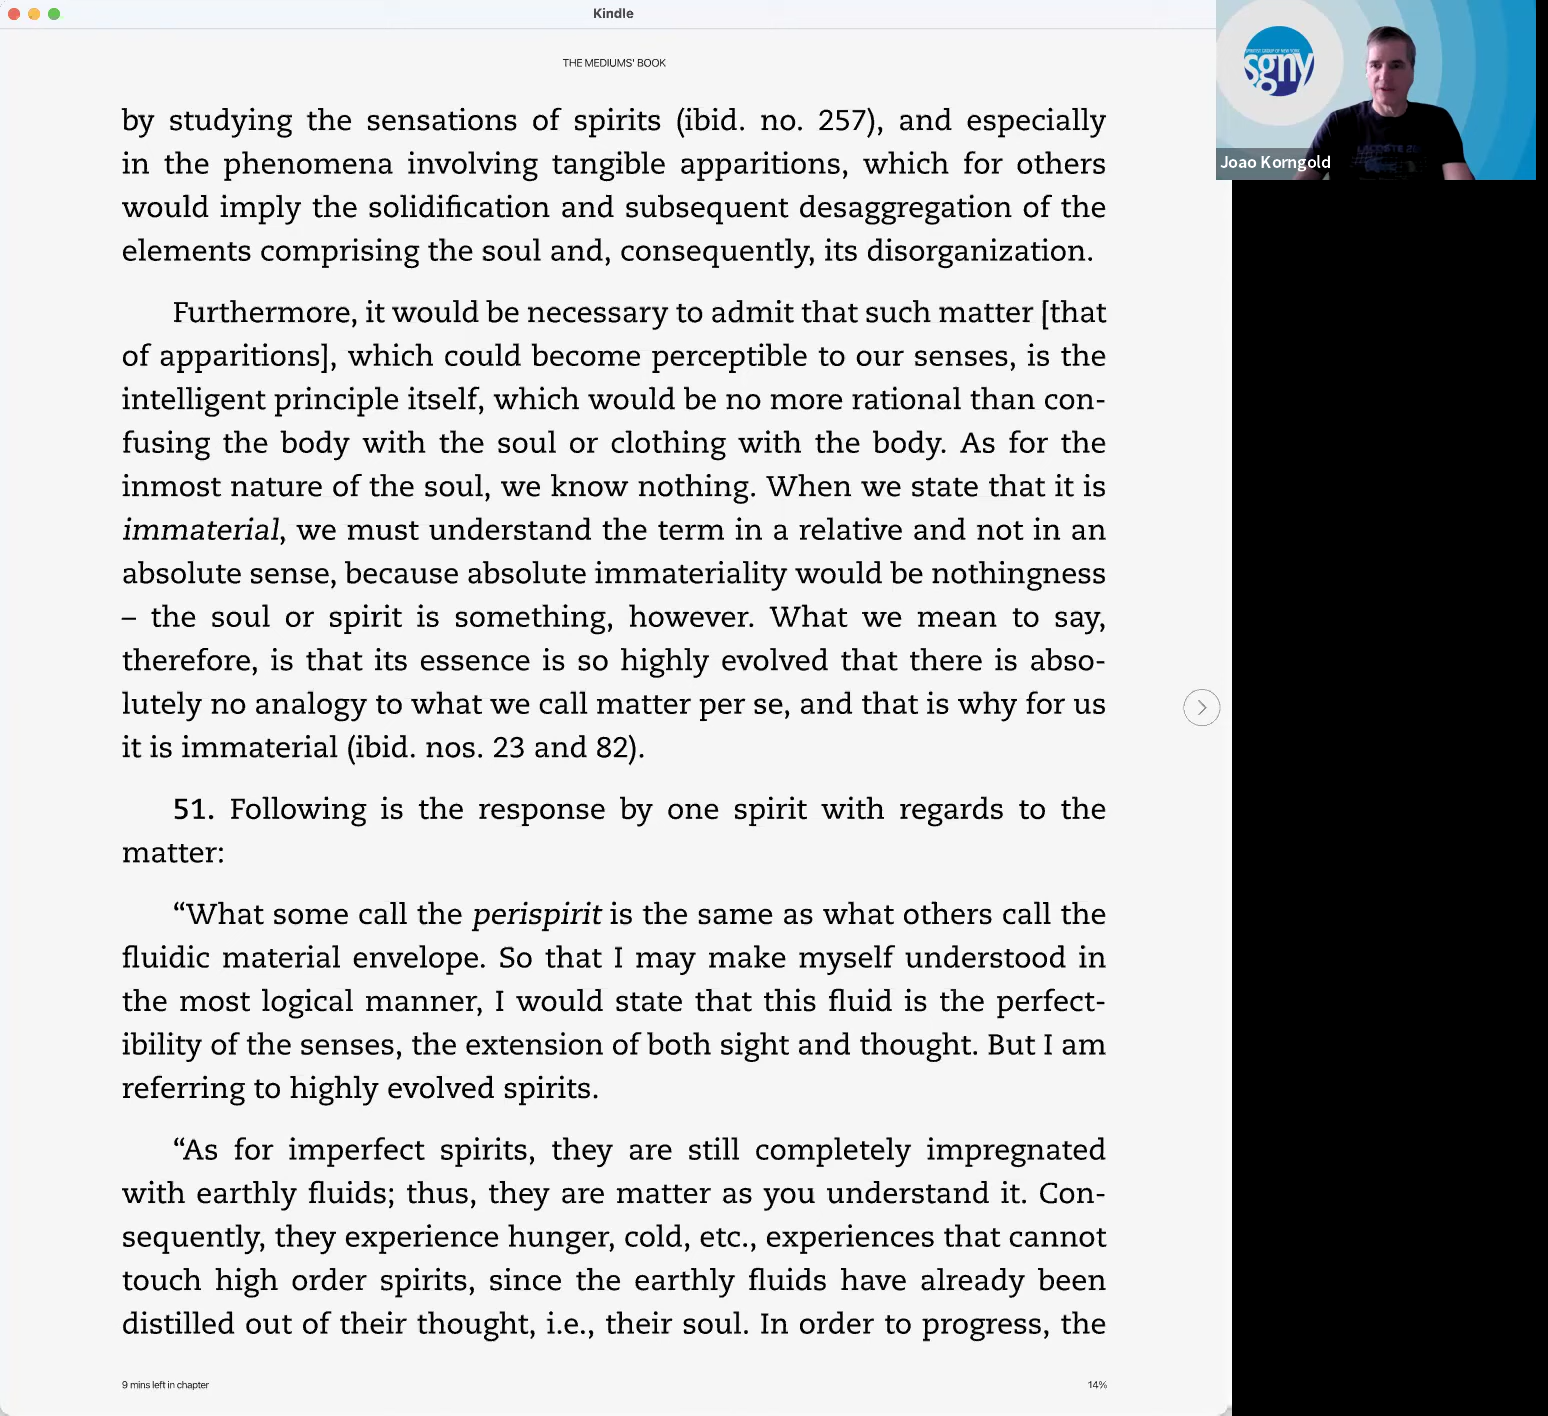 Kindle
THE MEDIUMS' BOOK
by studying the sensations of spirits (ibid. no. 257), and especially
in the phenomena involving tangible apparitions, which for others
would imply the solidification and subsequent desaggregation of the
elements comprising the soul and, consequently, its disorganization.
Furthermore, it would be necessary to admit that such matter [that
of apparitions], which could become perceptible to our senses, is the
intelligent principle itself, which would be no more rational than con-
fusing the body with the soul or clothing with the body. As for the
inmost nature of the soul, we know nothing. When we state that it is
immaterial, we must understand the term in a relative and not in an
absolute sense, because absolute immateriality would be nothingness
– the soul or spirit is something, however. What we mean to say,
therefore, is that its essence is so highly evolved that there is abso-
lutely no analogy to what we call matter per se, and that is why for us
it is immaterial (ibid. nos. 23 and 82).
51. Following is the response by one spirit with regards to the
matter:
“What some call the perispirit is the same as what others call the
fluidic material envelope. So that I may make myself understood in
the most logical manner, I would state that this fluid is the perfect-
ibility of the senses, the extension of both sight and thought. But I am
referring to highly evolved spirits.
“As for imperfect spirits, they are still completely impregnated
with earthly fluids; thus, they are matter as you understand it. Con-
sequently, they experience hunger, cold, etc., experiences that cannot
touch high order spirits, since the earthly fluids have already been
distilled out of their thought, i.e., their soul. In order to progress, the
9 mins left in chapter
14%
SPIRITIST GROUP OF NEW YORK
sgny
Joao Korngold